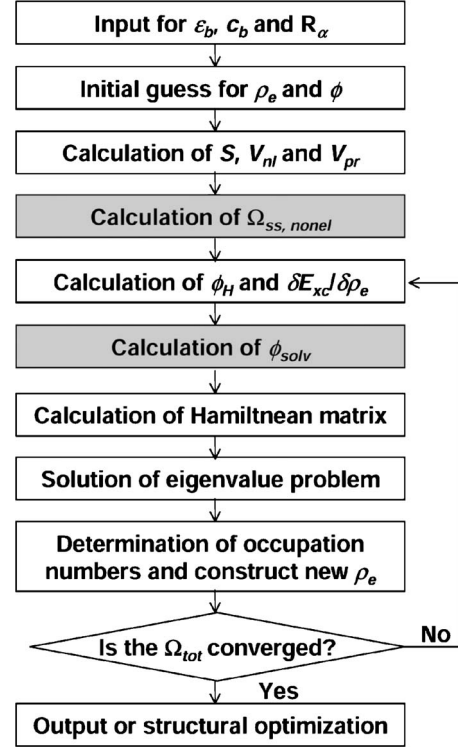 Input for εb, cb and Rα
Initial guess for ρe and ϕ
Calculation of S, Vnl and Vpr
Calculation of Ωss, nonel
Calculation of ϕH and δExc/δρe
Calculation of ϕsolv
Calculation of Hamiltnean matrix
Solution of eigenvalue problem
Determination of occupation
numbers and construct new ρe
Is the Ωtot converged?
No
Yes
Output or structural optimization